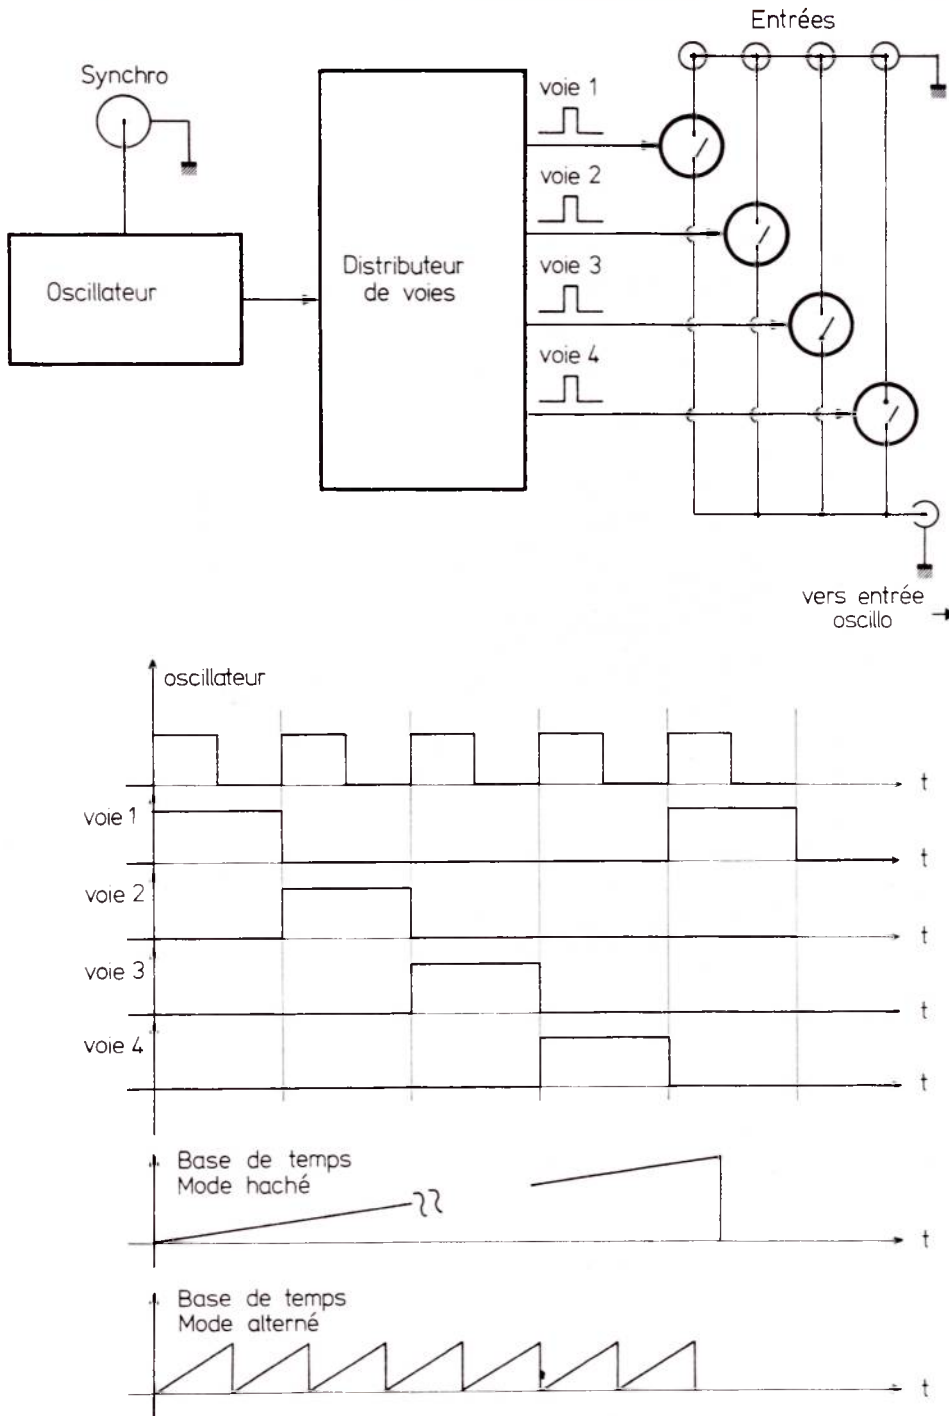 Entrées
Synchro
voie 1
voie 2
Oscillateur
Distributeur
de voies
voie 3
voie 4
vers entrée
oscillo
oscillateur
t
voie 1
t
voie 2
t
voie 3
t
voie 4
t
Base de temps
Mode haché
t
Base de temps
Mode alterné
t